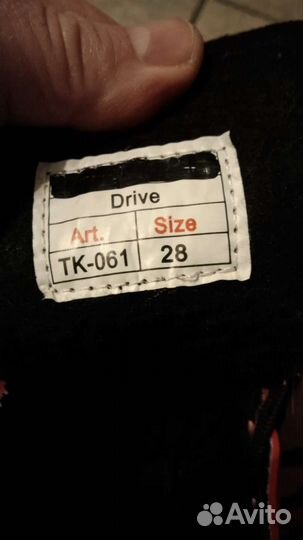 Drive
Art. Size
TK-061 28
Avito